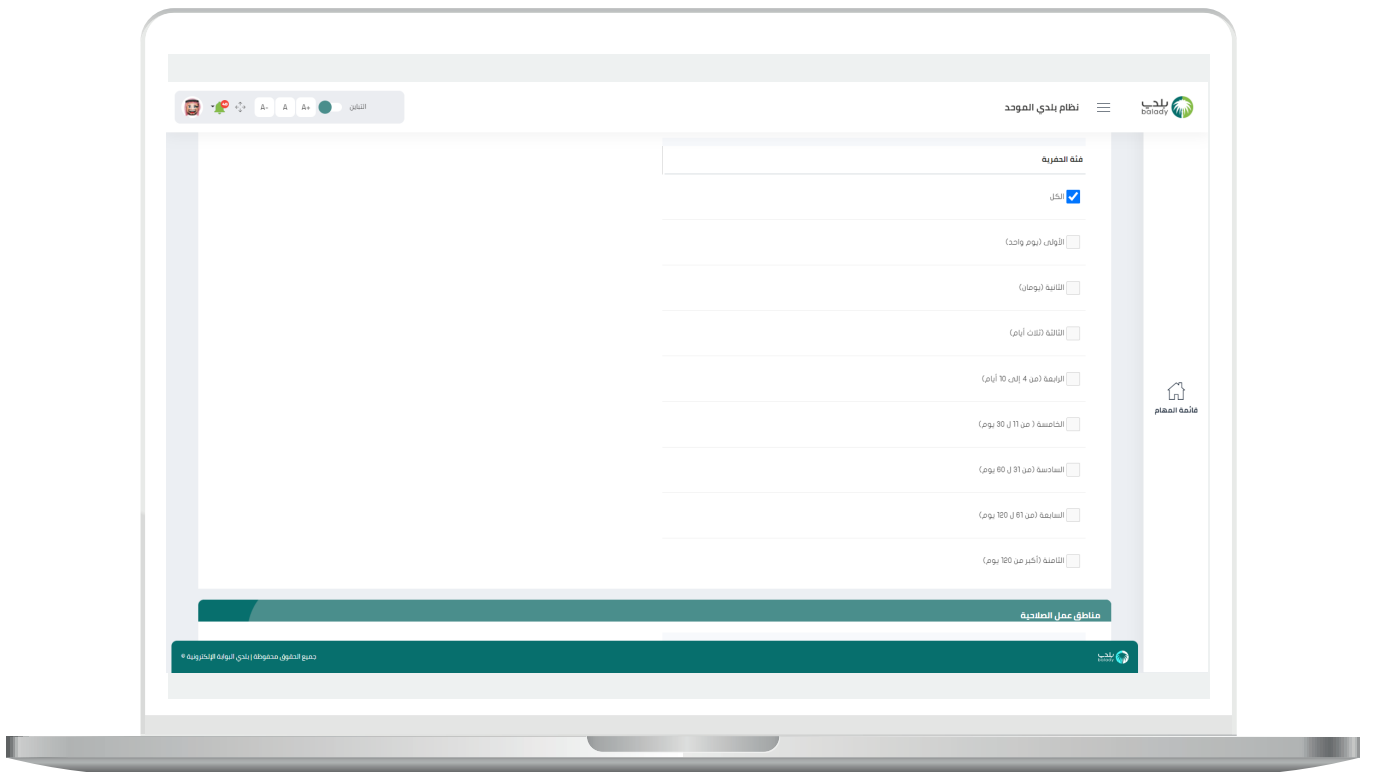 بلدي
balady
نظام بلدي الموحد
التباين
A+
A
A-
فئة الحفرية
الكل
الأولى (يوم واحد)
الثانية (يومان)
الثالثة (ثلاث أيام)
الرابعة (من 4 إلى 10 أيام)
الخامسة ( من 11 ل 30 يوم)
السادسة (من 31 ل 60 يوم)
السابعة (من 61 ل 120 يوم)
الثامنة (أكبر من 120 يوم)
قائمة المهام
مناطق عمل الصلاحية
بلدي
balady
جميع الحقوق محفوظة | بلدي البوابة الإلكترونية ©